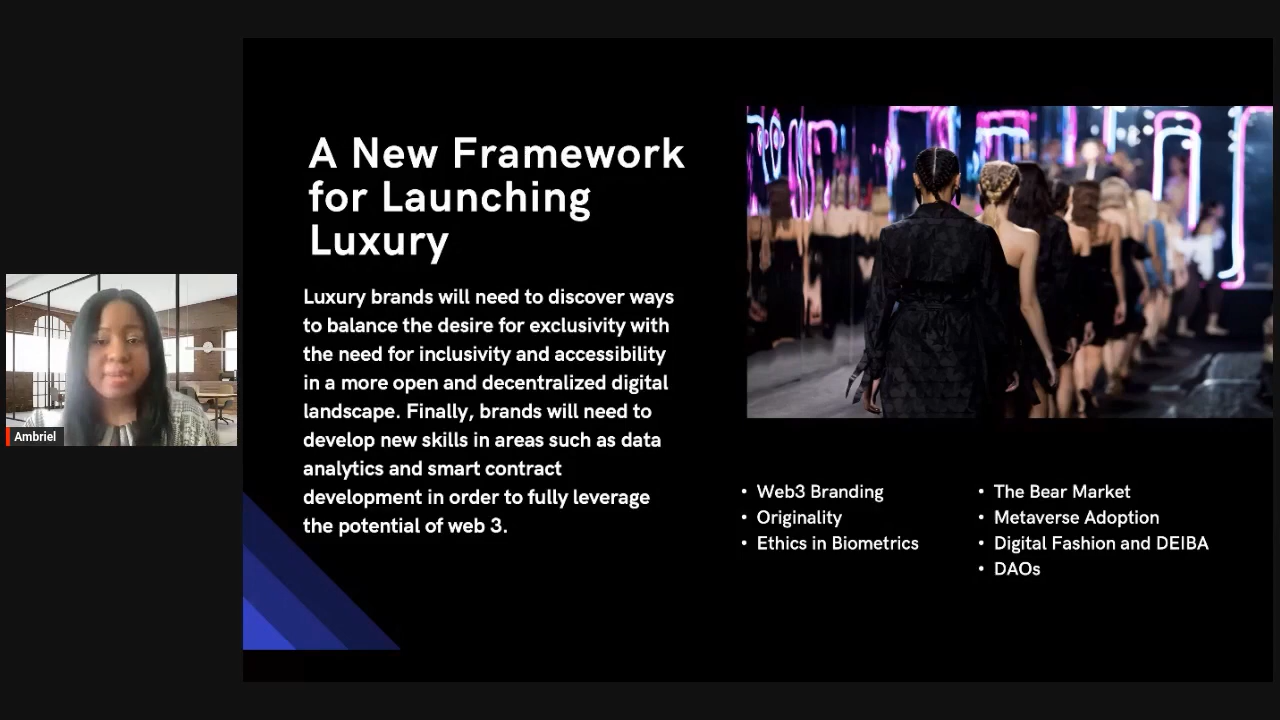 A New Framework
for Launching
Luxury
Luxury brands will need to discover ways
to balance the desire for exclusivity with
the need for inclusivity and accessibility
in a more open and decentralized digital
landscape. Finally, brands will need to
develop new skills in areas such as data
analytics and smart contract
development in order to fully leverage
the potential of web 3.
• Web3 Branding
• Originality
• Ethics in Biometrics
• The Bear Market
• Metaverse Adoption
• Digital Fashion and DEIBA
• DAOs
Ambriel